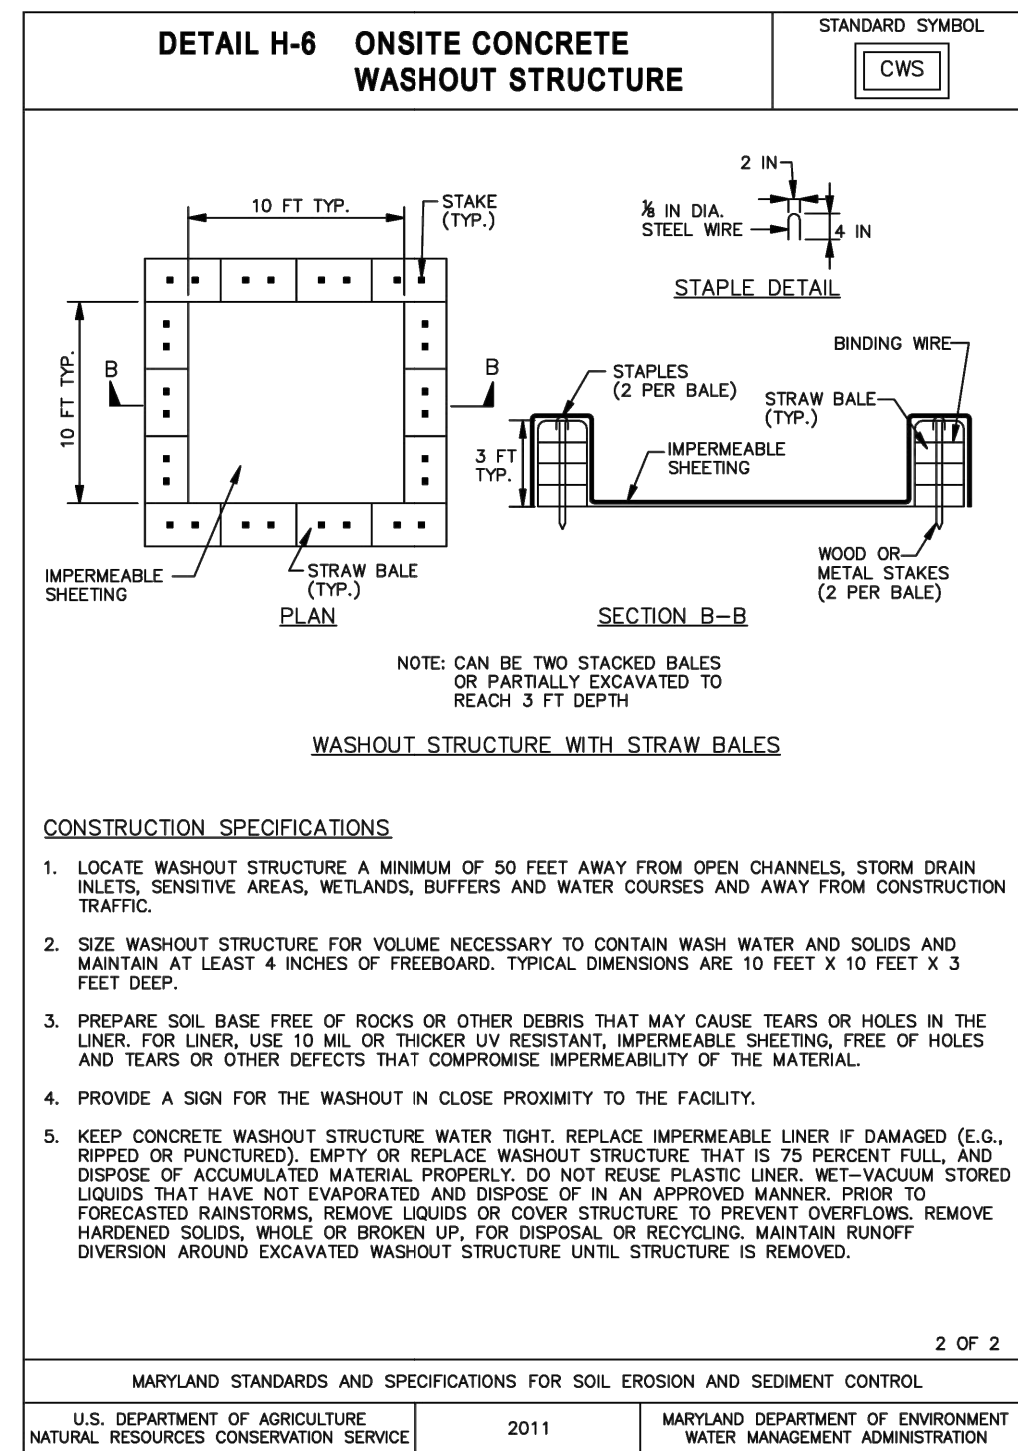 DETAIL H-6 ONSITE CONCRETE
WASHOUT STRUCTURE
STANDARD SYMBOL
CWS
2 IN
⅛ IN DIA.
STEEL WIRE
4 IN
STAPLE DETAIL
10 FT TYP.
STAKE
(TYP.)
10 FT TYP.
B
B
IMPERMEABLE
SHEETING
STRAW BALE
(TYP.)
PLAN
BINDING WIRE
STAPLES
(2 PER BALE)
STRAW BALE
(TYP.)
3 FT
TYP.
IMPERMEABLE
SHEETING
WOOD OR
METAL STAKES
(2 PER BALE)
SECTION B-B
NOTE: CAN BE TWO STACKED BALES
OR PARTIALLY EXCAVATED TO
REACH 3 FT DEPTH
WASHOUT STRUCTURE WITH STRAW BALES
CONSTRUCTION SPECIFICATIONS
1. LOCATE WASHOUT STRUCTURE A MINIMUM OF 50 FEET AWAY FROM OPEN CHANNELS, STORM DRAIN
INLETS, SENSITIVE AREAS, WETLANDS, BUFFERS AND WATER COURSES AND AWAY FROM CONSTRUCTION
TRAFFIC.
2. SIZE WASHOUT STRUCTURE FOR VOLUME NECESSARY TO CONTAIN WASH WATER AND SOLIDS AND
MAINTAIN AT LEAST 4 INCHES OF FREEBOARD. TYPICAL DIMENSIONS ARE 10 FEET X 10 FEET X 3
FEET DEEP.
3. PREPARE SOIL BASE FREE OF ROCKS OR OTHER DEBRIS THAT MAY CAUSE TEARS OR HOLES IN THE
LINER. FOR LINER, USE 10 MIL OR THICKER UV RESISTANT, IMPERMEABLE SHEETING, FREE OF HOLES
AND TEARS OR OTHER DEFECTS THAT COMPROMISE IMPERMEABILITY OF THE MATERIAL.
4. PROVIDE A SIGN FOR THE WASHOUT IN CLOSE PROXIMITY TO THE FACILITY.
5. KEEP CONCRETE WASHOUT STRUCTURE WATER TIGHT. REPLACE IMPERMEABLE LINER IF DAMAGED (E.G.,
RIPPED OR PUNCTURED). EMPTY OR REPLACE WASHOUT STRUCTURE THAT IS 75 PERCENT FULL, AND
DISPOSE OF ACCUMULATED MATERIAL PROPERLY. DO NOT REUSE PLASTIC LINER. WET-VACUUM STORED
LIQUIDS THAT HAVE NOT EVAPORATED AND DISPOSE OF IN AN APPROVED MANNER. PRIOR TO
FORECASTED RAINSTORMS, REMOVE LIQUIDS OR COVER STRUCTURE TO PREVENT OVERFLOWS. REMOVE
HARDENED SOLIDS, WHOLE OR BROKEN UP, FOR DISPOSAL OR RECYCLING. MAINTAIN RUNOFF
DIVERSION AROUND EXCAVATED WASHOUT STRUCTURE UNTIL STRUCTURE IS REMOVED.
2 OF 2
MARYLAND STANDARDS AND SPECIFICATIONS FOR SOIL EROSION AND SEDIMENT CONTROL
U.S. DEPARTMENT OF AGRICULTURE
NATURAL RESOURCES CONSERVATION SERVICE
2011
MARYLAND DEPARTMENT OF ENVIRONMENT
WATER MANAGEMENT ADMINISTRATION